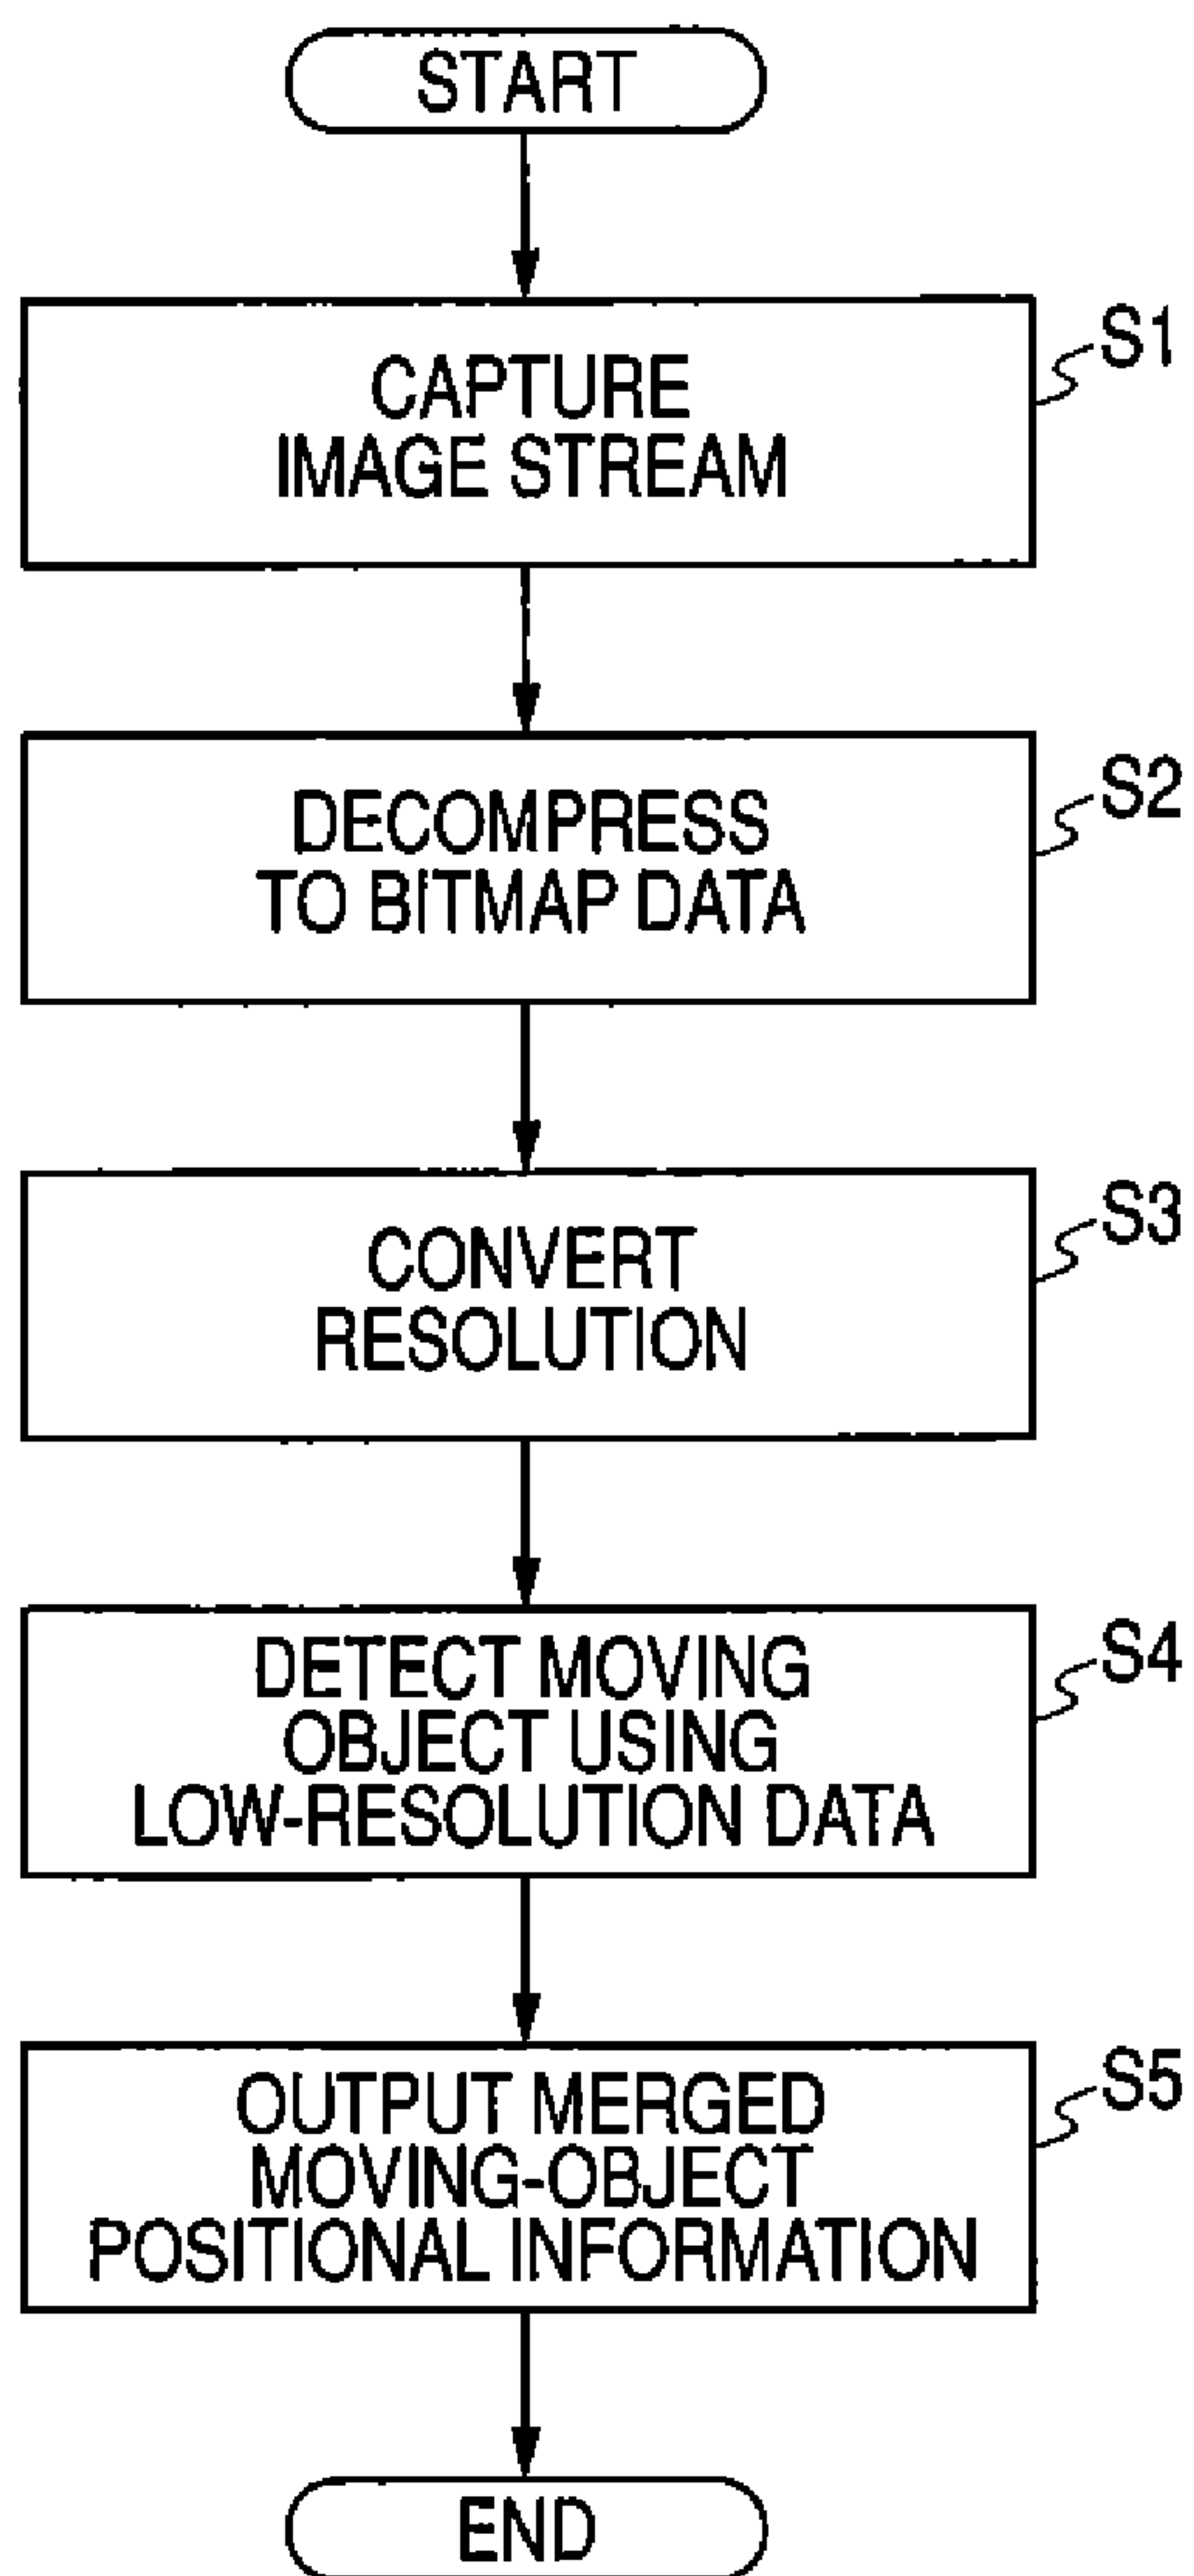 START
CAPTURE
IMAGE STREAM
S1
DECOMPRESS
TO BITMAP DATA
S2
CONVERT
RESOLUTION
S3
DETECT MOVING
OBJECT USING
LOW-RESOLUTION DATA
S4
OUTPUT MERGED
MOVING-OBJECT
POSITIONAL INFORMATION
S5
END